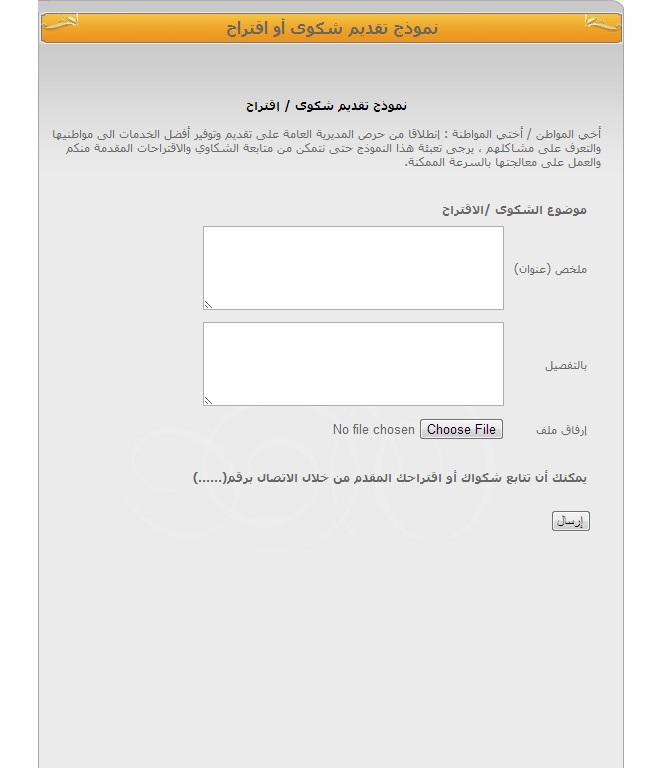 نموذج تقديم شكوى أو اقتراح
نموذج تقديم شكوى / إقتراح
أخي المواطن / أختي المواطنة : إنطلاقا من حرص المديرية العامة على تقديم وتوفير أفضل الخدمات الى مواطنيها
والتعرف على مشاكلهم ، يرجى تعبئة هذا النموذج حتى نتمكن من متابعة الشكاوي والاقتراحات المقدمة منكم
والعمل على معالجتها بالسرعة الممكنة.
موضوع الشكوى /الاقتراح
ملخص (عنوان)
بالتفصيل
إرفاق ملف Choose File No file chosen
يمكنك أن تتابع شكواك أو اقتراحك المقدم من خلال الاتصال برقم(......)
إرسال